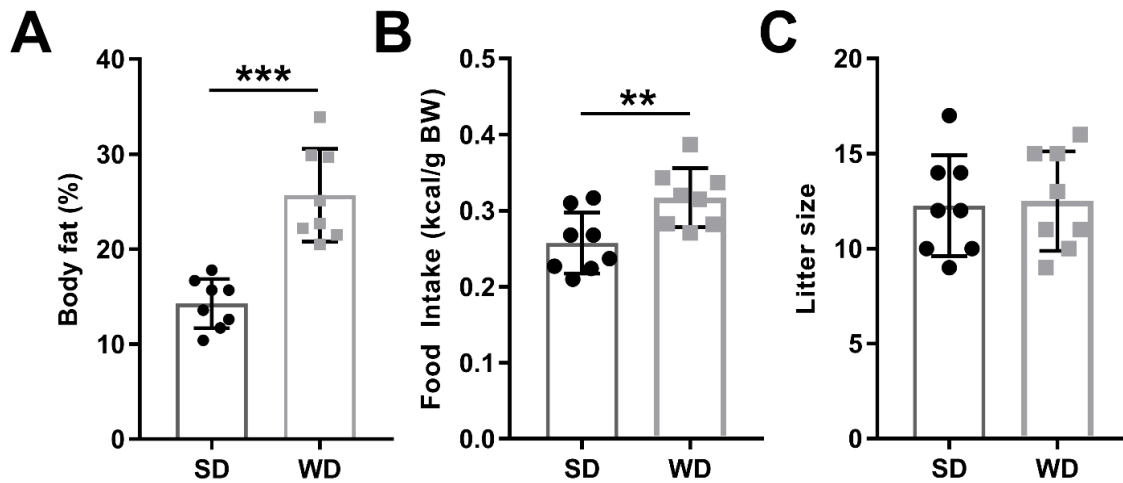 A
Body fat (%)
40
30
20
10
0
***
SD
WD
B
Food Intake (kcal/g BW)
0.5
0.4
0.3
0.2
0.1
0.0
**
SD
WD
C
Litter size
20
15
10
5
0
SD
WD